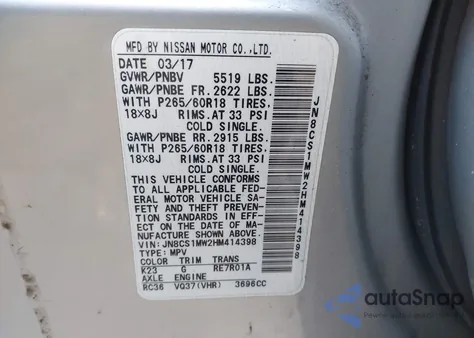 MFD BY NISSAN MOTOR CO.,LTD.
DATE 03/17
GVWR/PNBV 5519 LBS.
GAWR/PNBE FR. 2622 LBS.
WITH P265/60R18 TIRES.
18X8J RIMS. AT 33 PSI
COLD SINGLE.
GAWR/PNBE RR. 2915 LBS.
WITH P265/60R18 TIRES.
18X8J RIMS. AT 33 PSI
COLD SINGLE.
THIS VEHICLE CONFORMS
TO ALL APPLICABLE FED-
ERAL MOTOR VEHICLE SA-
FETY AND THEFT PREVEN-
TION STANDARDS IN EFF-
ECT ON THE DATE OF MA-
NUFACTURE SHOWN ABOVE.
VIN: JN8CS1MW2HM414398
TYPE: MPV
COLOR TRIM TRANS
K23 G RE7R01A
AXLE ENGINE
RC36 VQ37(VHR) 3696CC
JN8CS1MW2HM414398
autoSnap